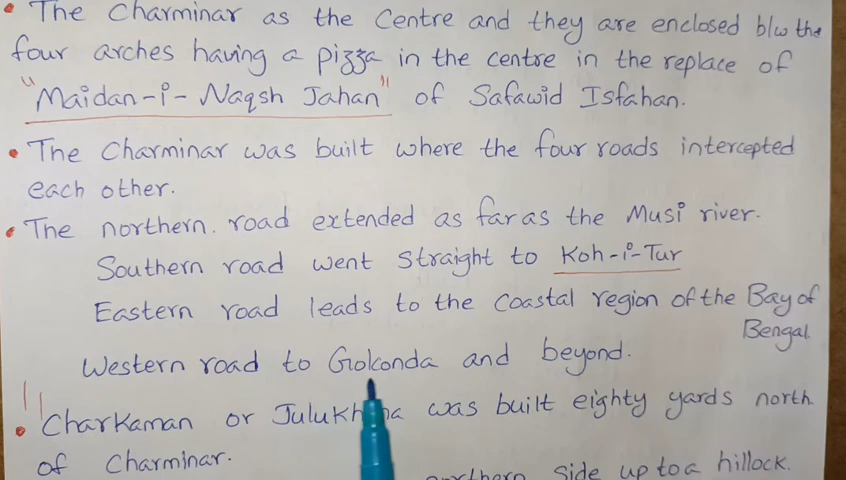 • The Charminar as the Centre and they are enclosed b/w the
four arches having a pizza in the centre in the replace of
"Maidan-i-Naqsh Jahan" of Safawid Isfahan.
• The Charminar was built where the four roads intercepted
each other.
• The northern. road extended as far as the Musi river.
Southern road went straight to Koh-i-Tur
Eastern road leads to the coastal region of the Bay of
Bengal
Western road to Golkonda and beyond.
• Charkaman or was built eighty yards north
of Charminar.
northern side up to a hillock.